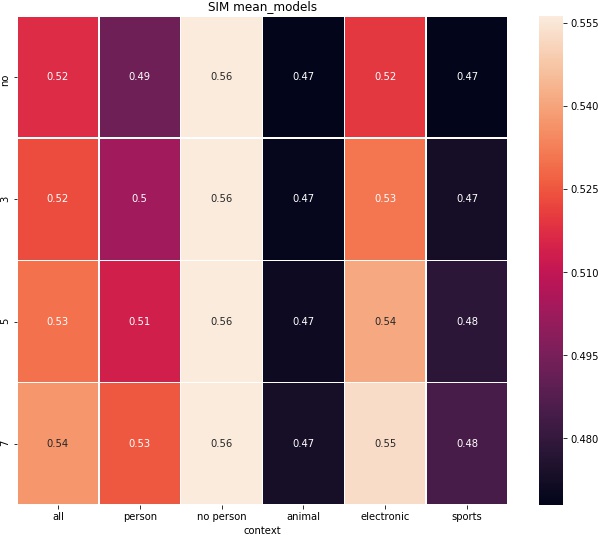 SIM mean_models
no 0.52 0.49 0.56 0.47 0.52 0.47
3 0.52 0.5 0.56 0.47 0.53 0.47
5 0.53 0.51 0.56 0.47 0.54 0.48
7 0.54 0.53 0.56 0.47 0.55 0.48
all person no person animal electronic sports
context
0.555
0.540
0.525
0.510
0.495
0.480